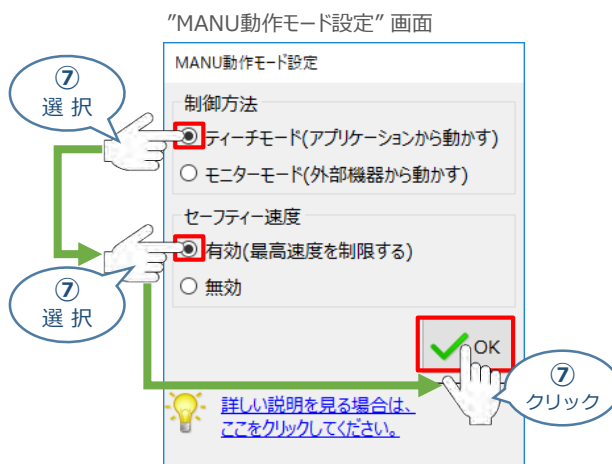 ”MANU動作モード設定” 画面
MANU動作モード設定
⑦
選 択
制御方法
ティーチモード(アプリケーションから動かす)
モニターモード(外部機器から動かす)
セーフティー速度
有効(最高速度を制限する)
⑦
選 択
無効
OK
⑦
クリック
詳しい説明を見る場合は、
ここをクリックしてください。